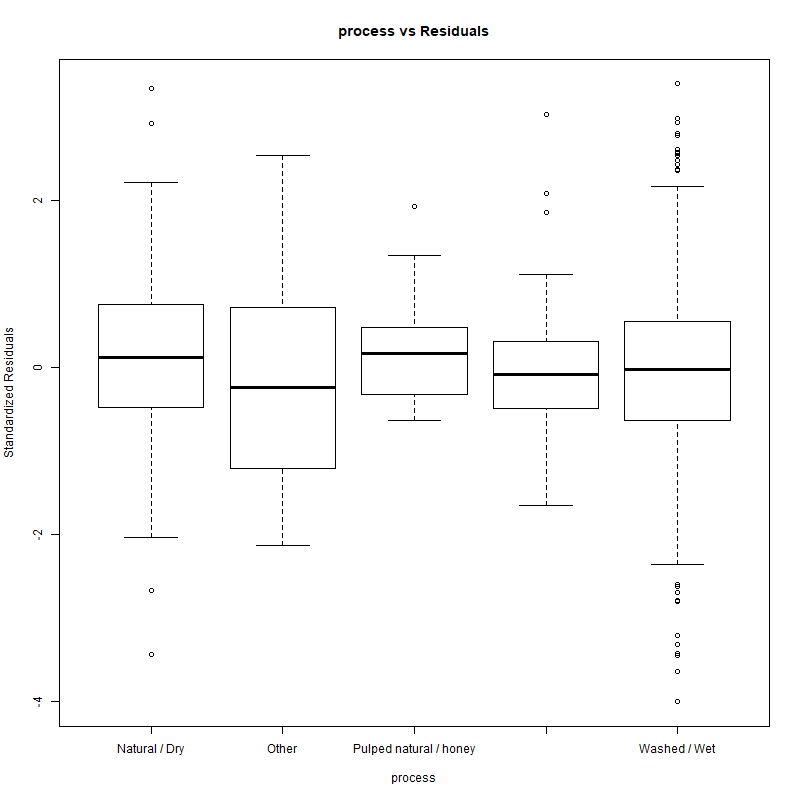 process vs Residuals
Standardized Residuals
2
0
-2
-4
Natural / Dry
Other
Pulped natural / honey
Washed / Wet
process